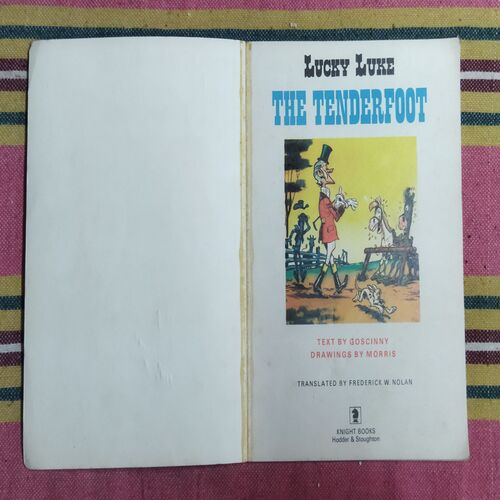 LUCKY LUKE
THE TENDERFOOT
TEXT BY GOSCINNY
DRAWINGS BY MORRIS
TRANSLATED BY FREDERICK W. NOLAN
KNIGHT BOOKS
Hodder & Stoughton